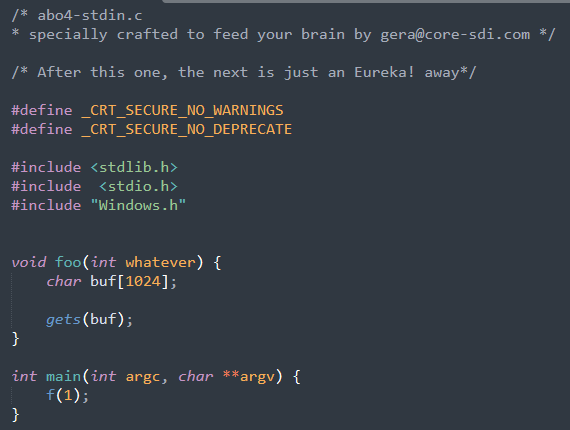 /* abo4-stdin.c
* specially crafted to feed your brain by gera@core-sdi.com */
/* After this one, the next is just an Eureka! away*/
#define _CRT_SECURE_NO_WARNINGS
#define _CRT_SECURE_NO_DEPRECATE
#include <stdlib.h>
#include  <stdio.h>
#include "Windows.h"
void foo(int whatever) {
    char buf[1024];
    gets(buf);
}
int main(int argc, char **argv) {
    f(1);
}